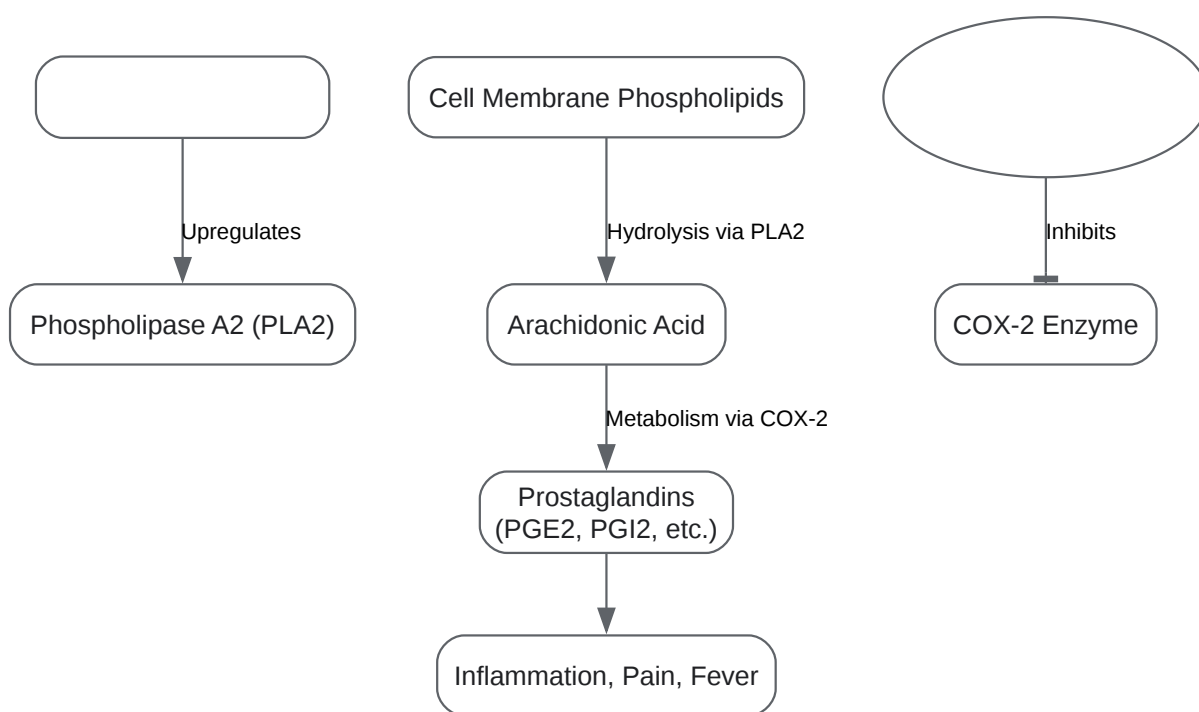 Cell Membrane Phospholipids
Upregulates
Hydrolysis via PLA2
Inhibits
Phospholipase A2 (PLA2)
Arachidonic Acid
COX-2 Enzyme
Metabolism via COX-2
Prostaglandins
(PGE2, PGI2, etc.)
Inflammation, Pain, Fever